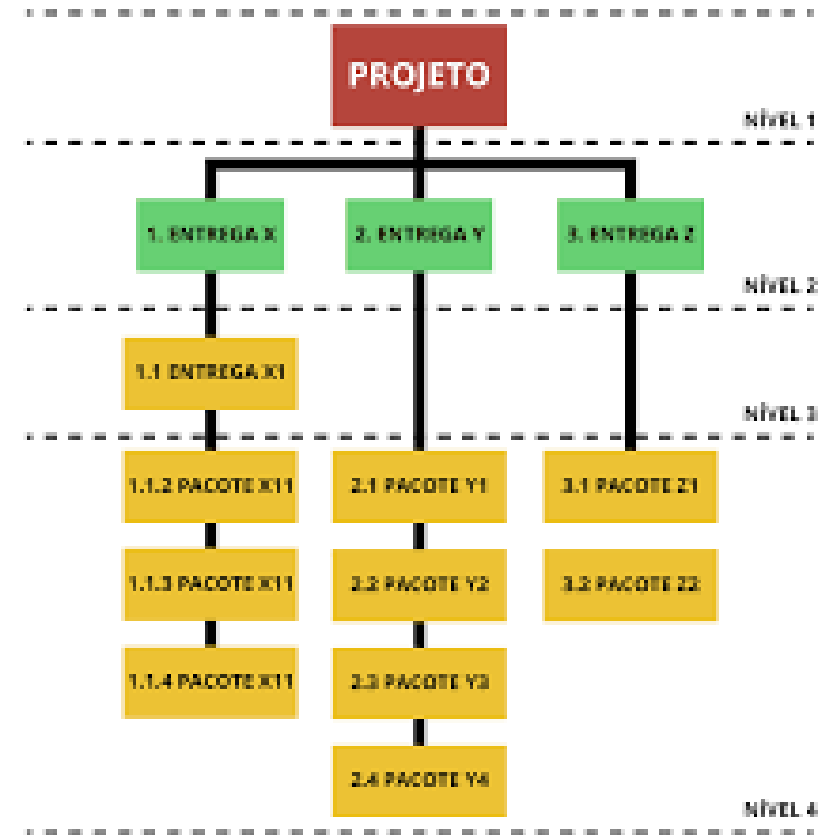 PROJETO
NÍVEL 1
1. ENTREGA X
2. ENTREGA Y
3. ENTREGA Z
NÍVEL 2
1.1 ENTREGA X1
NÍVEL 3
1.1.2 PACOTE X11
2.1 PACOTE Y1
3.1 PACOTE Z1
1.1.3 PACOTE X11
2.2 PACOTE Y2
3.2 PACOTE Z2
1.1.4 PACOTE X11
2.3 PACOTE Y3
2.4 PACOTE Y4
NÍVEL 4